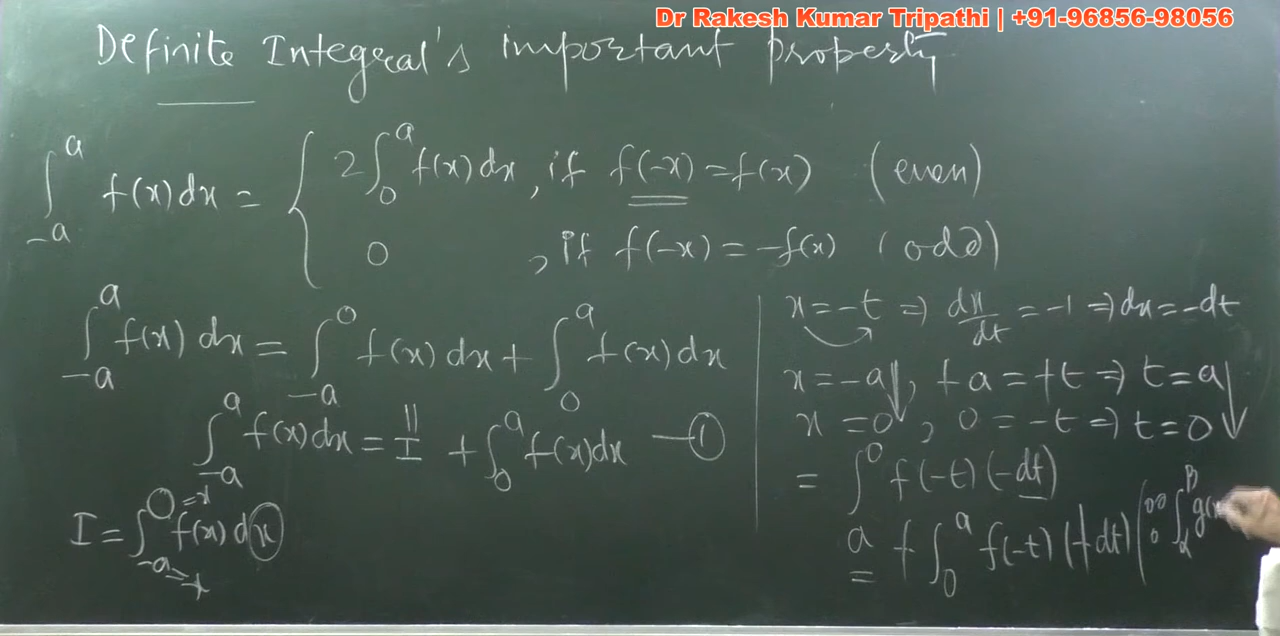 Dr Rakesh Kumar Tripathi | +91-96856-98056
Definite Integral's important property
∫_{-a}^{a} f(x)dx = { 2∫_0^a f(x)dx, if f(-x)=f(x) (even)
0 , if f(-x) = -f(x) (odd)
∫_{-a}^{a} f(x) dx = ∫_{-a}^{0} f(x) dx + ∫_0^a f(x)dx
∫_{-a}^{a} f(x)dx = I + ∫_0^a f(x)dx —①
I = ∫_{-a=x}^{0=x} f(x) dx
x = -t ⇒ dx/dt = -1 ⇒ dx = -dt
x = -a, +a = +t ⇒ t = a
x = 0, 0 = -t ⇒ t = 0
= ∫_a^0 f(-t) (-dt)
= + ∫_0^a f(-t) (+dt) (∵ ∫_α^β g(x